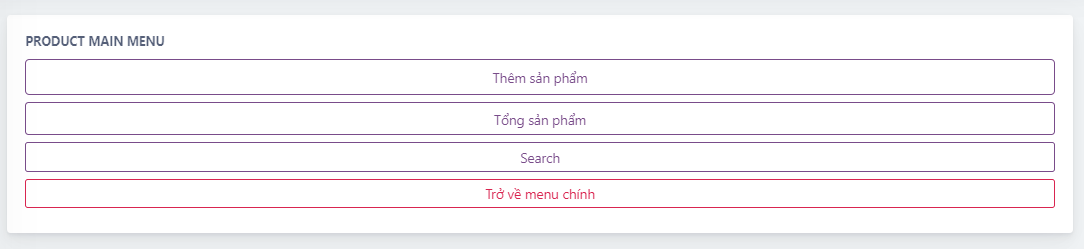 PRODUCT MAIN MENU
Thêm sản phẩm
Tổng sản phẩm
Search
Trở về menu chính